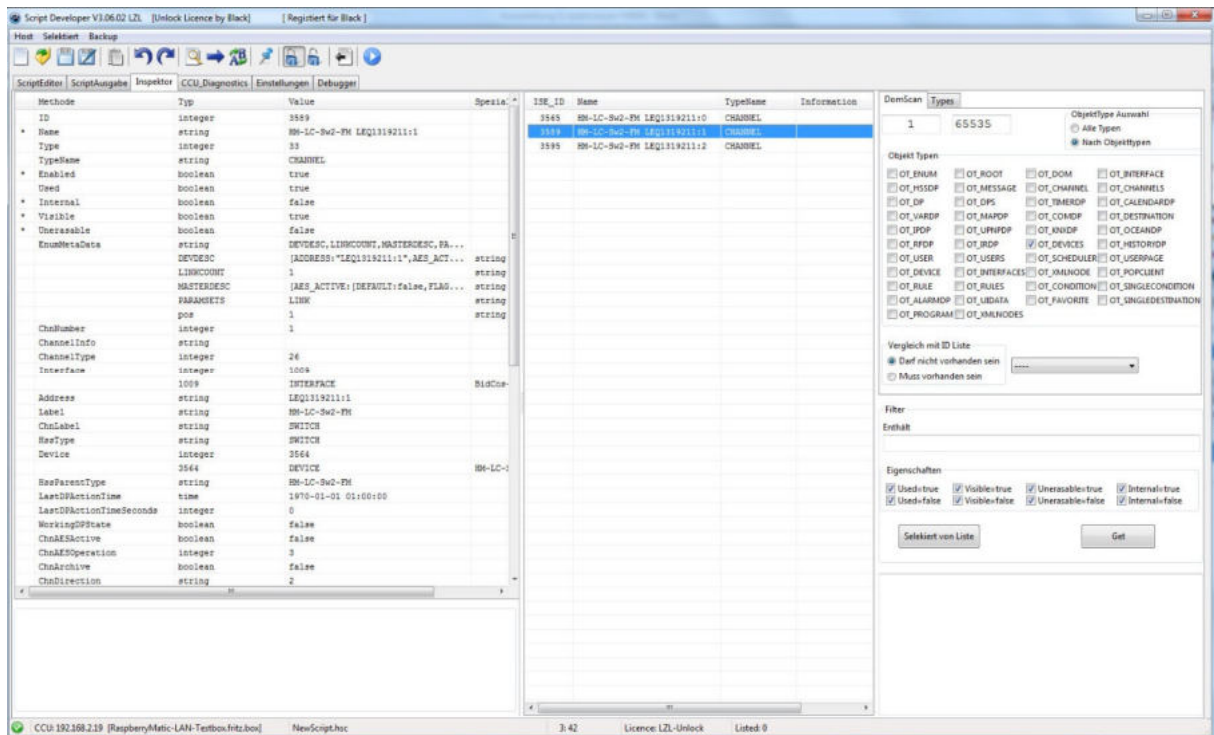 Script Developer V3.06.02 LZL [Unlock Licence by Black] [ Registiert für Black ]
Host Selektiert Backup
ScriptEditor ScriptAusgabe Inspektor CCU_Diagnostics Einstellungen Debugger
Methode Typ Value Spezial
ID integer 3589
* Name string HM-LC-Sw2-FM LEQ1319211:1
Type integer 33
TypeName string CHANNEL
* Enabled boolean true
Used boolean true
* Internal boolean false
* Visible boolean true
* Unerasable boolean false
EnumMetaData string DEVDESC,LINKCOUNT,MASTERDESC,PA...
DEVDESC {ADDRESS:"LEQ1319211:1",AES_ACT... string
LINKCOUNT 1 string
MASTERDESC {AES_ACTIVE:{DEFAULT:false,FLAG... string
PARAMSETS LINK string
pos 1 string
ChnNumber integer 1
ChannelInfo string
ChannelType integer 26
Interface integer 1009
1009 INTERFACE BidCos-
Address string LEQ1319211:1
Label string HM-LC-Sw2-FM
ChnLabel string SWITCH
HssType string SWITCH
Device integer 3564
3564 DEVICE HM-LC-
HssParentType string HM-LC-Sw2-FM
LastDPActionTime time 1970-01-01 01:00:00
LastDPActionTimeSeconds integer 0
WorkingDPState boolean false
ChnAESActive boolean false
ChnAESOperation integer 3
ChnArchive boolean false
ChnDirection string 2
ISE_ID Name TypeName Information
3565 HM-LC-Sw2-FM LEQ1319211:0 CHANNEL
3589 HM-LC-Sw2-FM LEQ1319211:1 CHANNEL
3595 HM-LC-Sw2-FM LEQ1319211:2 CHANNEL
DomScan Types
1 65535
ObjektType Auswahl
Alle Typen
Nach Objekttypen
Objekt Typen
OT_ENUM OT_ROOT OT_DOM OT_INTERFACE
OT_HSSDP OT_MESSAGE OT_CHANNEL OT_CHANNELS
OT_DP OT_DPS OT_TIMERDP OT_CALENDARDP
OT_VARDP OT_MAPDP OT_COMDP OT_DESTINATION
OT_IPDP OT_UPNPDP OT_KNXDP OT_OCEANDP
OT_RFDP OT_IRDP OT_DEVICES OT_HISTORYDP
OT_USER OT_USERS OT_SCHEDULER OT_USERPAGE
OT_DEVICE OT_INTERFACES OT_XMLNODE OT_POPCLIENT
OT_RULE OT_RULES OT_CONDITION OT_SINGLECONDITION
OT_ALARMDP OT_UIDATA OT_FAVORITE OT_SINGLEDESTINATION
OT_PROGRAM OT_XMLNODES
Vergleich mit ID Liste
Darf nicht vorhanden sein ----
Muss vorhanden sein
Filter
Enthält
Eigenschaften
Used=true Visible=true Unerasable=true Internal=true
Used=false Visible=false Unerasable=false Internal=false
Selekiert von Liste Get
CCU: 192.168.2.19 [RaspberryMatic-LAN-Testbox.fritz.box] NewScript.hsc 3: 42 Licence: LZL-Unlock Listed: 0